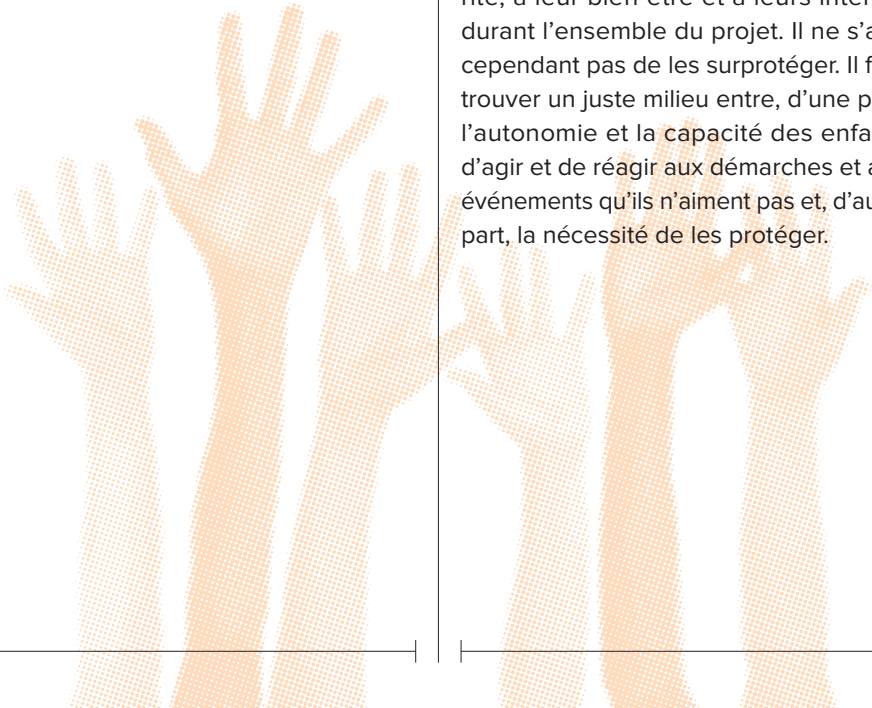 rité, à leur bien-être et à leurs
durant l’ensemble du projet. Il ne
cependant pas de les surprotéger. Il
trouver un juste milieu entre, d’une
l’autonomie et la capacité des
d’agir et de réagir aux démarches et
événements qu’ils n’aiment pas et,
part, la nécessité de les protéger.